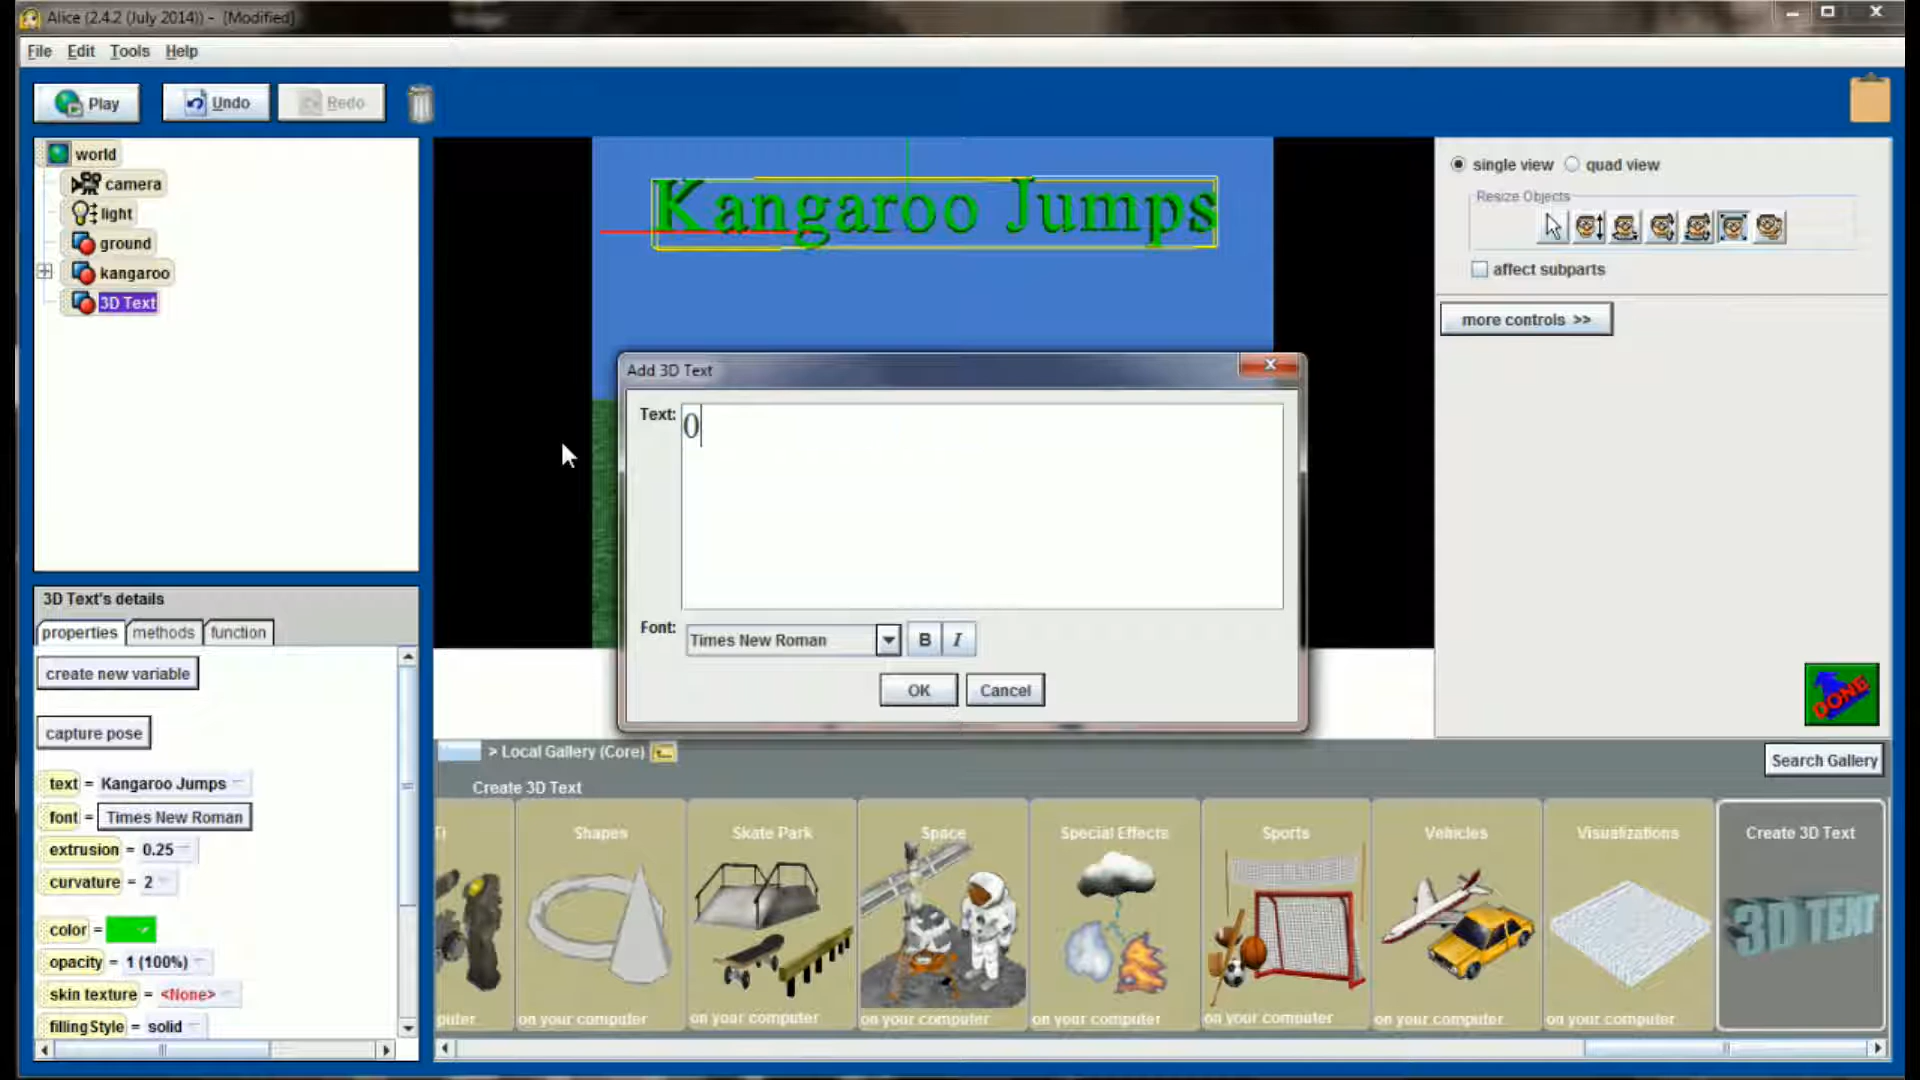 Alice (2.4.2 (July 2014)) - [Modified]
File Edit Tools Help
Play Undo Redo
world
camera
light
ground
kangaroo
3D Text
Kangaroo Jumps
single view quad view
Resize Objects
affect subparts
more controls >>
Add 3D Text
Text: 0
Font: Times New Roman B I
OK Cancel
DONE
3D Text's details
properties methods function
create new variable
capture pose
text = Kangaroo Jumps
font = Times New Roman
extrusion = 0.25
curvature = 2
color =
opacity = 1 (100%)
skin texture = <None>
fillingStyle = solid
> Local Gallery (Core)
Search Gallery
Create 3D Text
Shapes Skate Park Space Special Effects Sports Vehicles Visualizations Create 3D Text
3D TEXT
on your computer on your computer on your computer on your computer on your computer on your computer on your computer